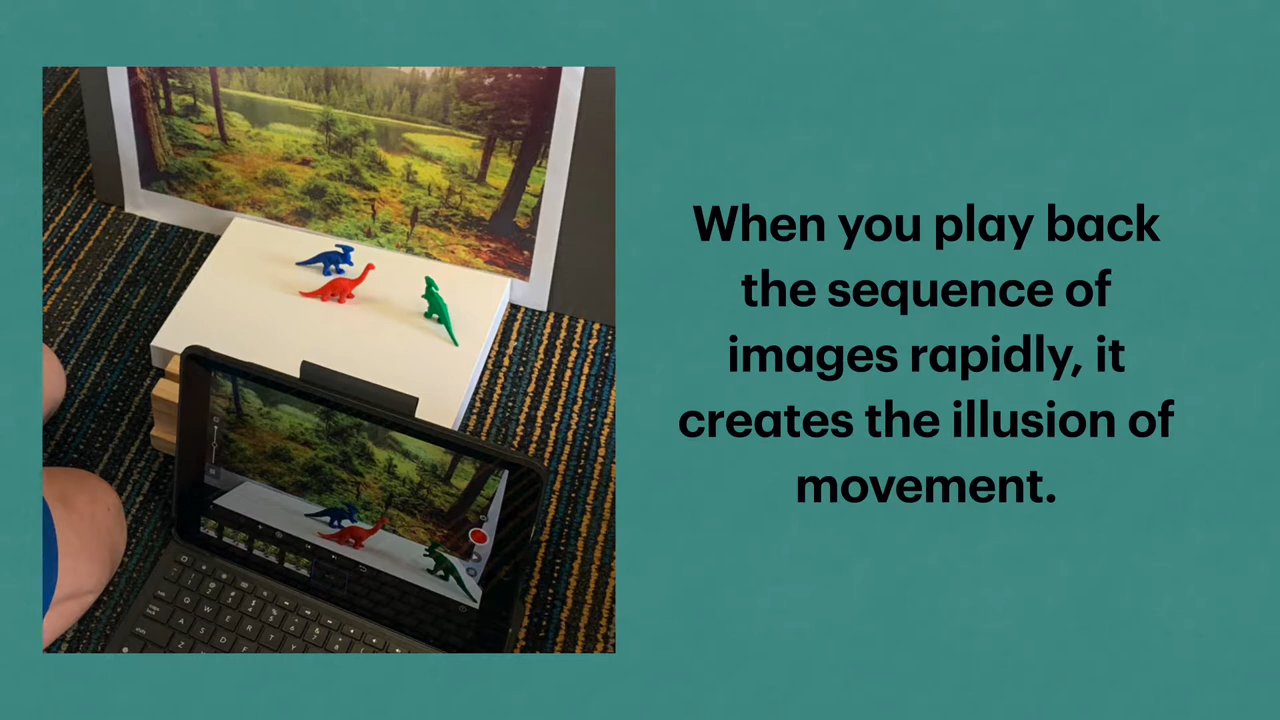 When you play back
the sequence of
images rapidly, it
creates the illusion of
movement.
Q W E R T
A S D F
Z